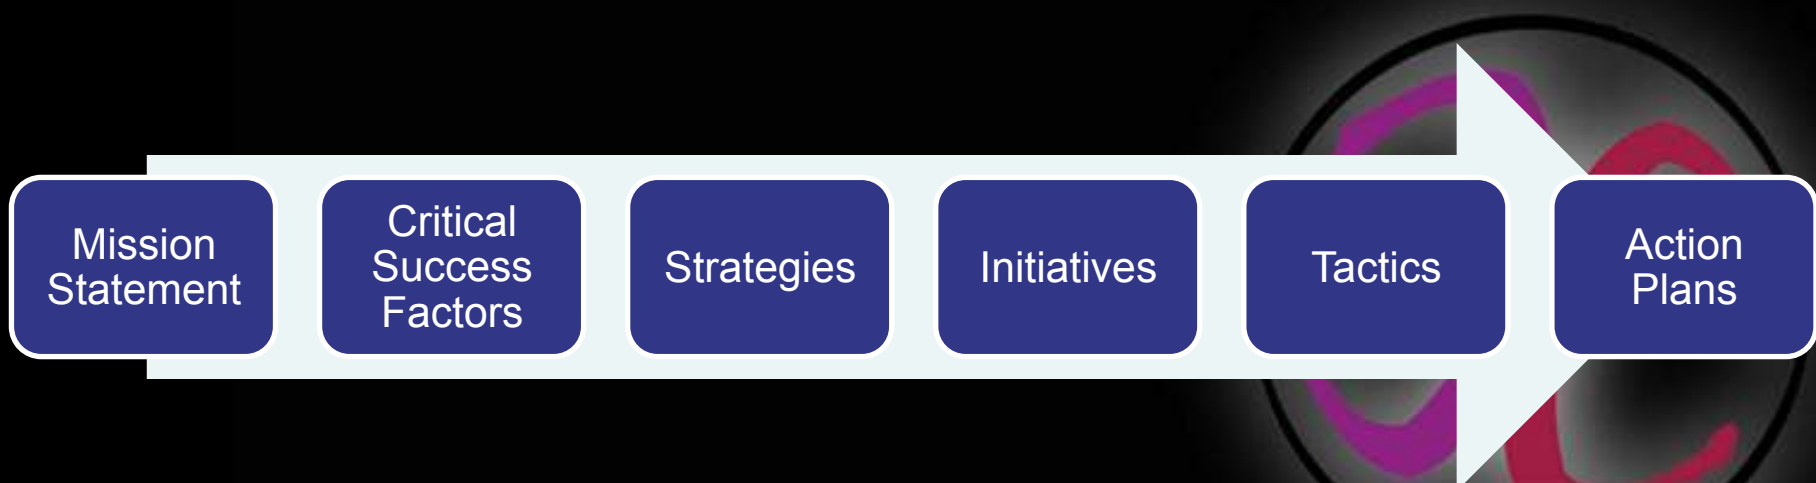 Mission
Statement
Critical
Success
Factors
Strategies
Initiatives
Tactics
Action
Plans